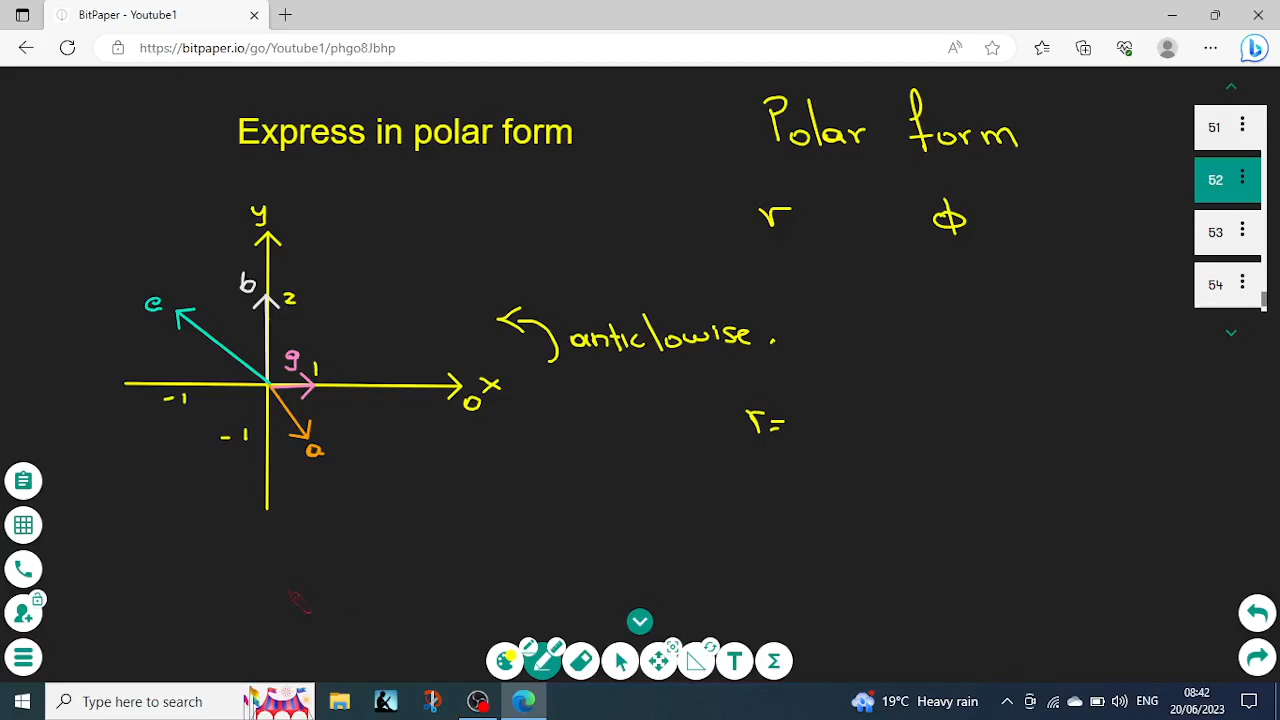 BitPaper - Youtube1
https://bitpaper.io/go/Youtube1/phgo8Jbhp
Express in polar form
Polar form
r ϕ
y
b
2
e
anticlowise.
g
1
x
0
-1
-1
a
r=
51
52
53
54
T
Σ
Type here to search
19°C Heavy rain
ENG
08:42
20/06/2023